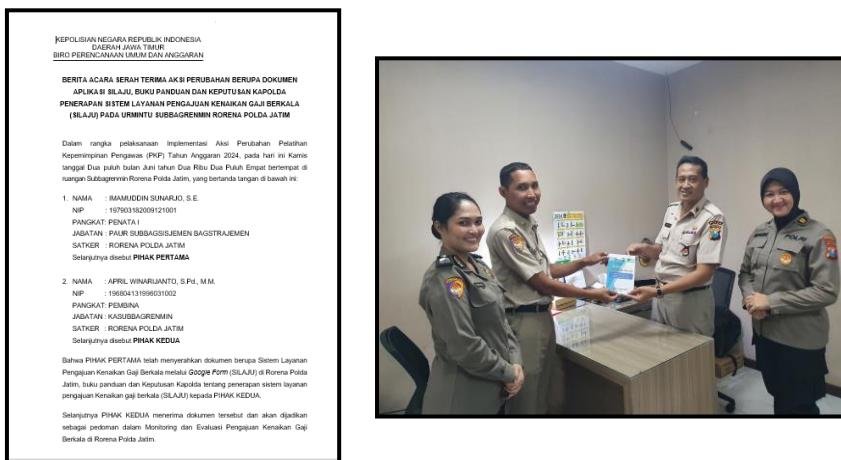 KEPOLISIAN NEGARA REPUBLIK INDONESIA
DAERAH JAWA TIMUR
BIRO PERENCANAAN UMUM DAN ANGGARAN
BERITA ACARA SERAH TERIMA AKSI PERUBAHAN BERUPA DOKUMEN
APLIKASI SILAJU, BUKU PANDUAN DAN KEPUTUSAN KAPOLDA
PENERAPAN SISTEM LAYANAN PENGAJUAN KENAIKAN GAJI BERKALA
(SILAJU) PADA URMINTU SUBBAGRENMIN RORENA POLDA JATIM
Dalam rangka pelaksanaan Implementasi Aksi Perubahan Pelatihan
Kepemimpinan Pengawas (PKP) Tahun Anggaran 2024, pada hari ini Kamis
tanggal Dua puluh bulan Juni tahun Dua Ribu Dua Puluh Empat bertempat di
ruangan Subbagrenmin Rorena Polda Jatim, yang bertanda tangan di bawah ini:
1. NAMA : IMAMUDDIN SUNARJO, S.E.
NIP : 197903182009121001
PANGKAT: PENATA I
JABATAN : PAUR SUBBAGSISJEMEN BAGSTRAJEMEN
SATKER : RORENA POLDA JATIM
Selanjutnya disebut PIHAK PERTAMA
2. NAMA : APRIL WINARIJANTO, S.Pd., M.M.
NIP : 196804131996031002
PANGKAT: PEMBINA
JABATAN : KASUBBAGRENMIN
SATKER : RORENA POLDA JATIM
Selanjutnya disebut PIHAK KEDUA
Bahwa PIHAK PERTAMA telah menyerahkan dokumen berupa Sistem Layanan
Pengajuan Kenaikan Gaji Berkala melalui Google Form (SILAJU) di Rorena Polda
Jatim, buku panduan dan Keputusan Kapolda tentang penerapan sistem layanan
pengajuan Kenaikan gaji berkala (SILAJU) kepada PIHAK KEDUA.
Selanjutnya PIHAK KEDUA menerima dokumen tersebut dan akan dijadikan
sebagai pedoman dalam Monitoring dan Evaluasi Pengajuan Kenaikan Gaji
Berkala di Rorena Polda Jatim.
POLRI